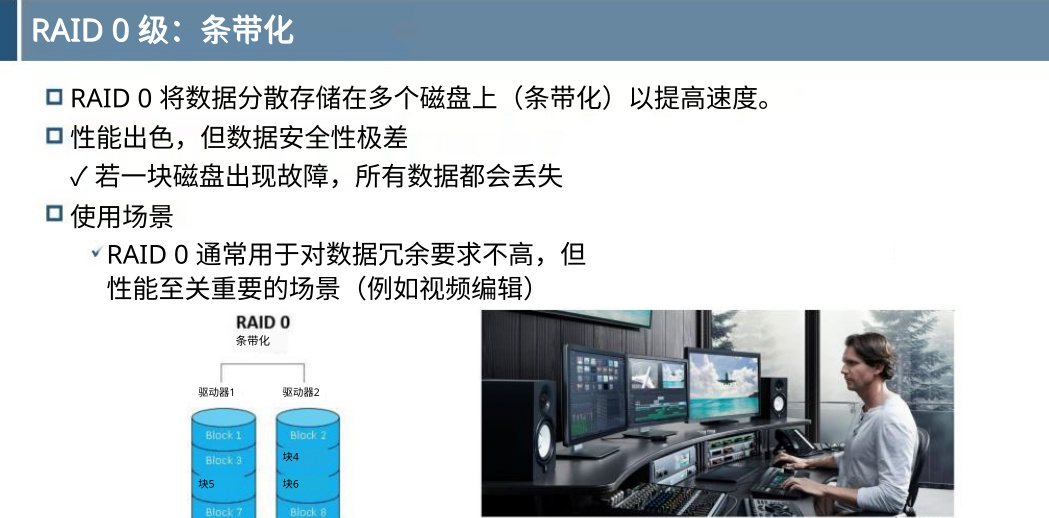 RAID 0 级：条带化
RAID 0 将数据分散存储在多个磁盘上（条带化）以提高速度。
性能出色，但数据安全性极差
✓ 若一块磁盘出现故障，所有数据都会丢失
使用场景
RAID 0 通常用于对数据冗余要求不高，但
性能至关重要的场景（例如视频编辑）
RAID 0
条带化
驱动器1 驱动器2
Block 1 Block 2
Block 3 块4
块5 块6
Block 7 Block 8